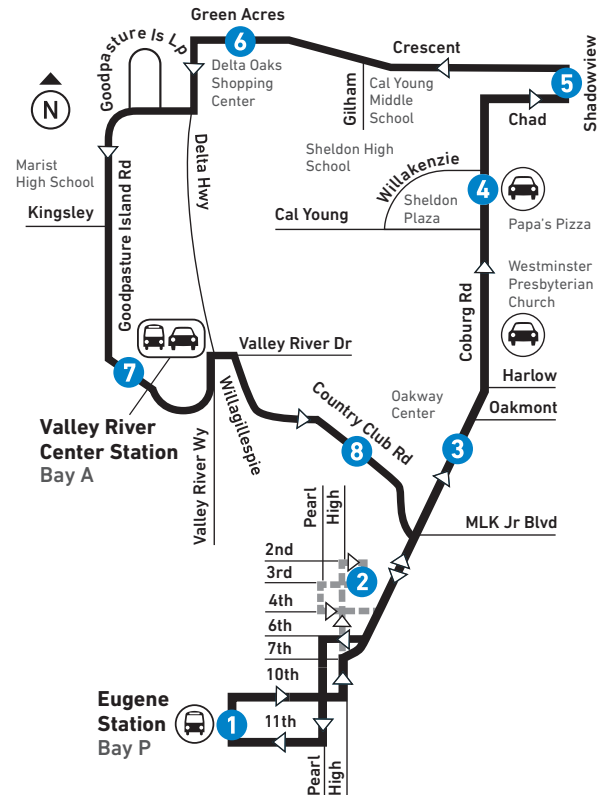 Green Acres
6
Goodpasture Is Lp
Delta Oaks
Shopping
Center
Crescent
5
Shadowview
N
Gilham
Cal Young
Middle
School
Chad
Delta Hwy
Sheldon High
School
Willakenzie
4
Marist
High School
Goodpasture Island Rd
Sheldon
Plaza
Kingsley
Cal Young
Papa's Pizza
Westminster
Presbyterian
Church
Coburg Rd
Valley River Dr
7
Harlow
Willagillespie
Country Club Rd
Oakway
Center
Oakmont
Valley River
Center Station
Bay A
Valley River Wy
8
3
Pearl
High
MLK Jr Blvd
2nd
3rd
2
4th
6th
7th
10th
Eugene
Station
Bay P
1
11th
Pearl
High